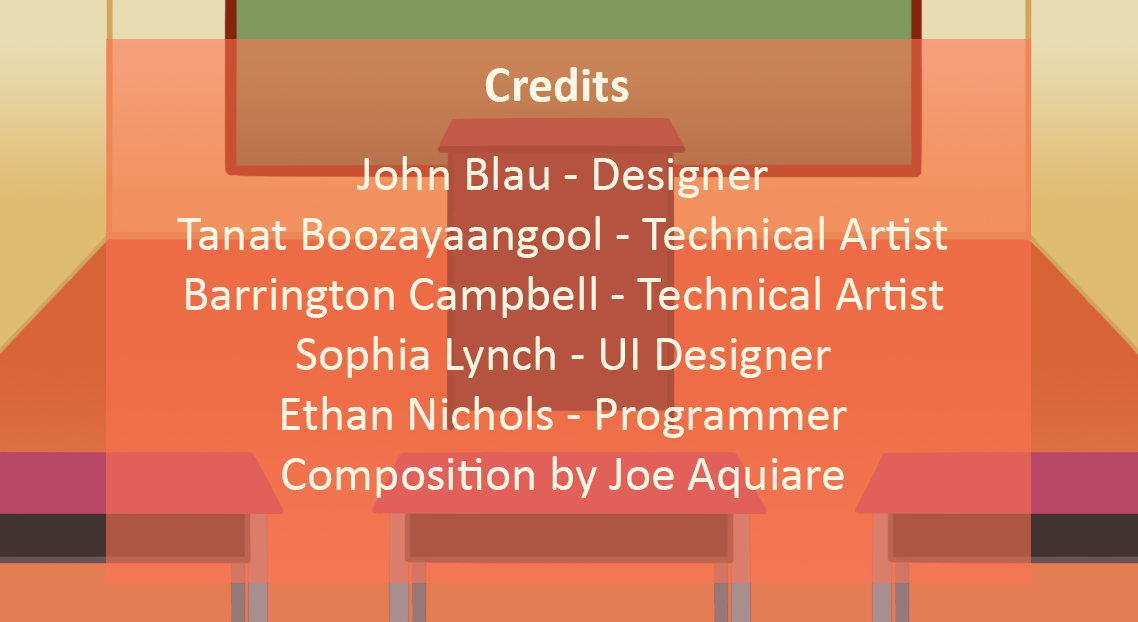 Credits
John Blau - Designer
Tanat Boozayaangool - Technical Artist
Barrington Campbell - Technical Artist
Sophia Lynch - UI Designer
Ethan Nichols - Programmer
Composition by Joe Aquiare